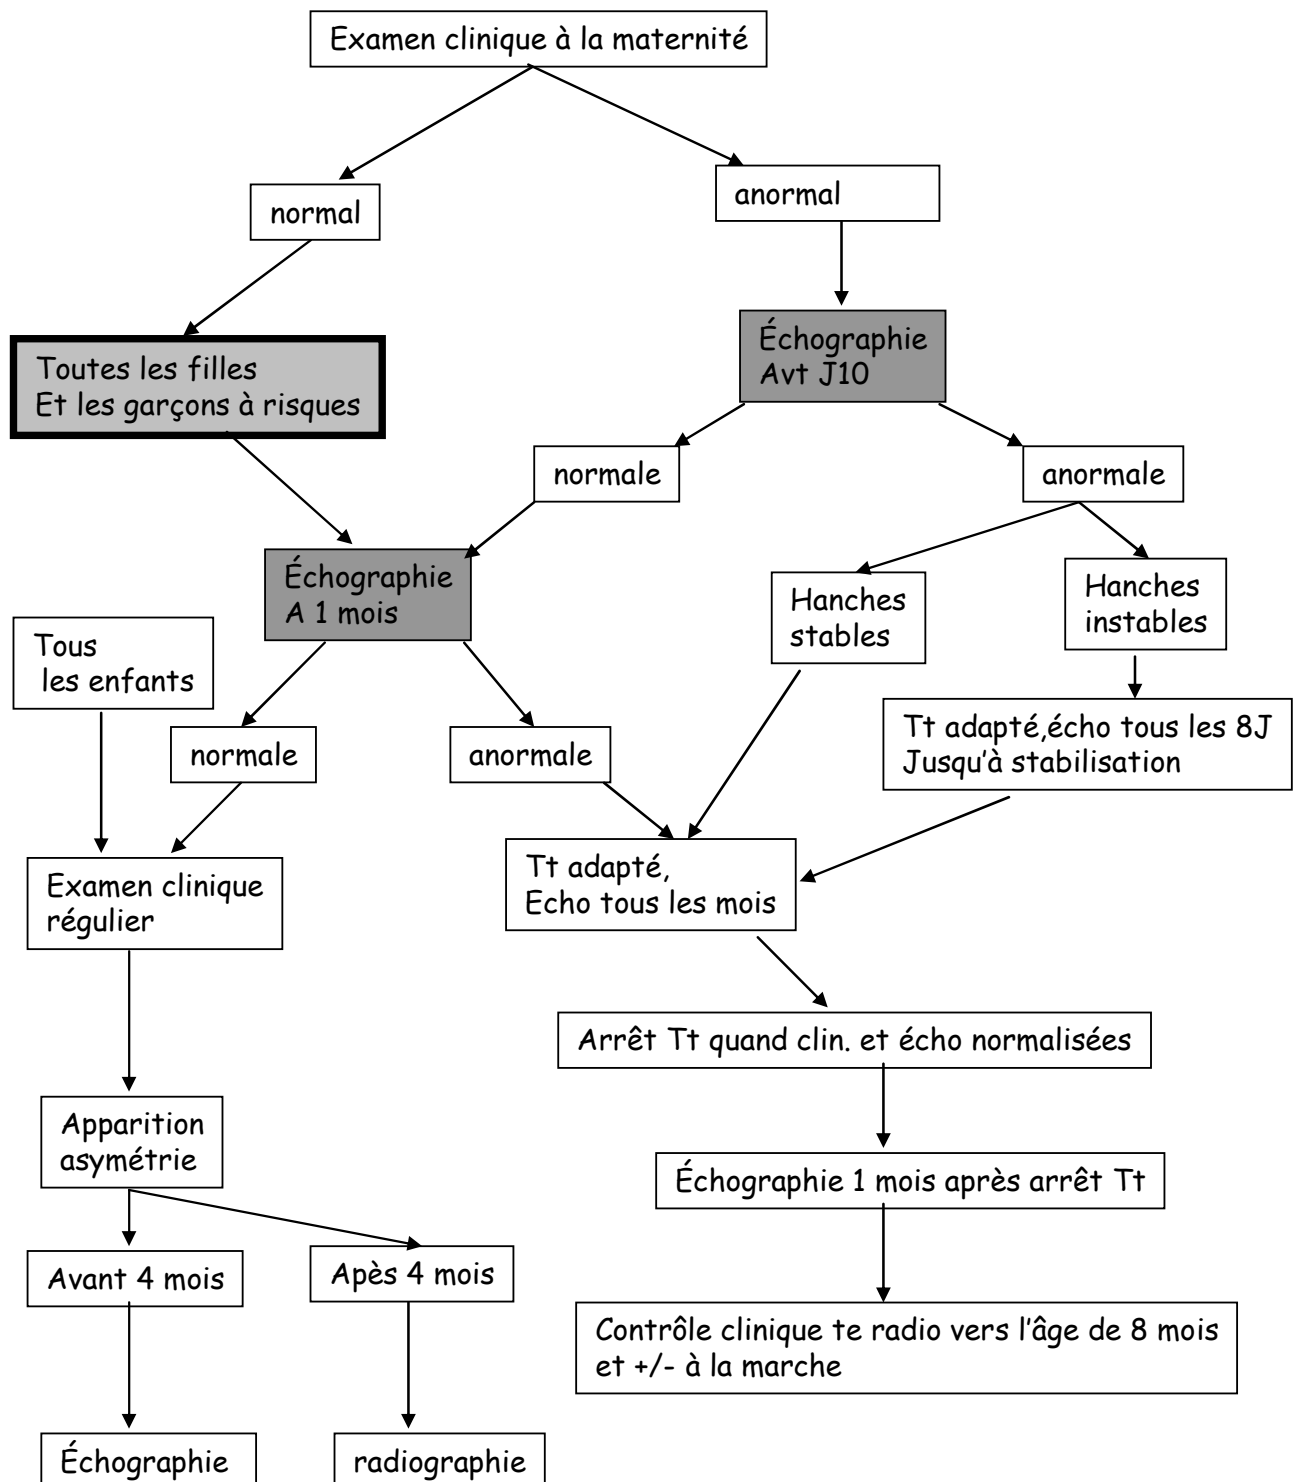 Examen clinique à la maternité
normal
anormal
Toutes les filles
Et les garçons à risques
Échographie
Avt J10
normale
anormale
Échographie
A 1 mois
Hanches
stables
Hanches
instables
Tous
les enfants
normale
anormale
Tt adapté,écho tous les 8J
Jusqu'à stabilisation
Examen clinique
régulier
Tt adapté,
Echo tous les mois
Arrêt Tt quand clin. et écho normalisées
Apparition
asymétrie
Échographie 1 mois après arrêt Tt
Avant 4 mois
Apès 4 mois
Contrôle clinique te radio vers l'âge de 8 mois
et +/- à la marche
Échographie
radiographie